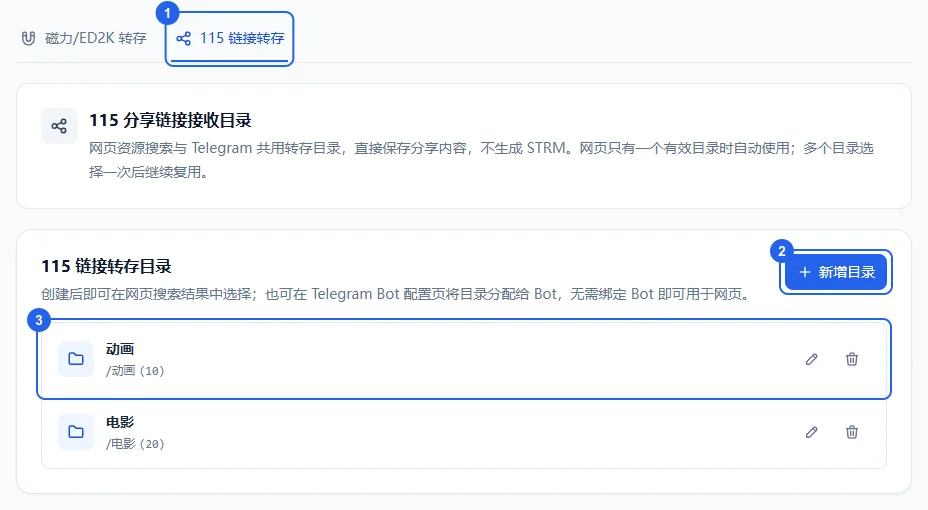 1
磁力/ED2K 转存
115 链接转存
115 分享链接接收目录
网页资源搜索与 Telegram 共用转存目录，直接保存分享内容，不生成 STRM。网页只有一个有效目录时自动使用；多个目录选
择一次后继续复用。
2
115 链接转存目录
+ 新增目录
创建后即可在网页搜索结果中选择；也可在 Telegram Bot 配置页将目录分配给 Bot，无需绑定 Bot 即可用于网页。
3
动画
/动画 (10)
电影
/电影 (20)